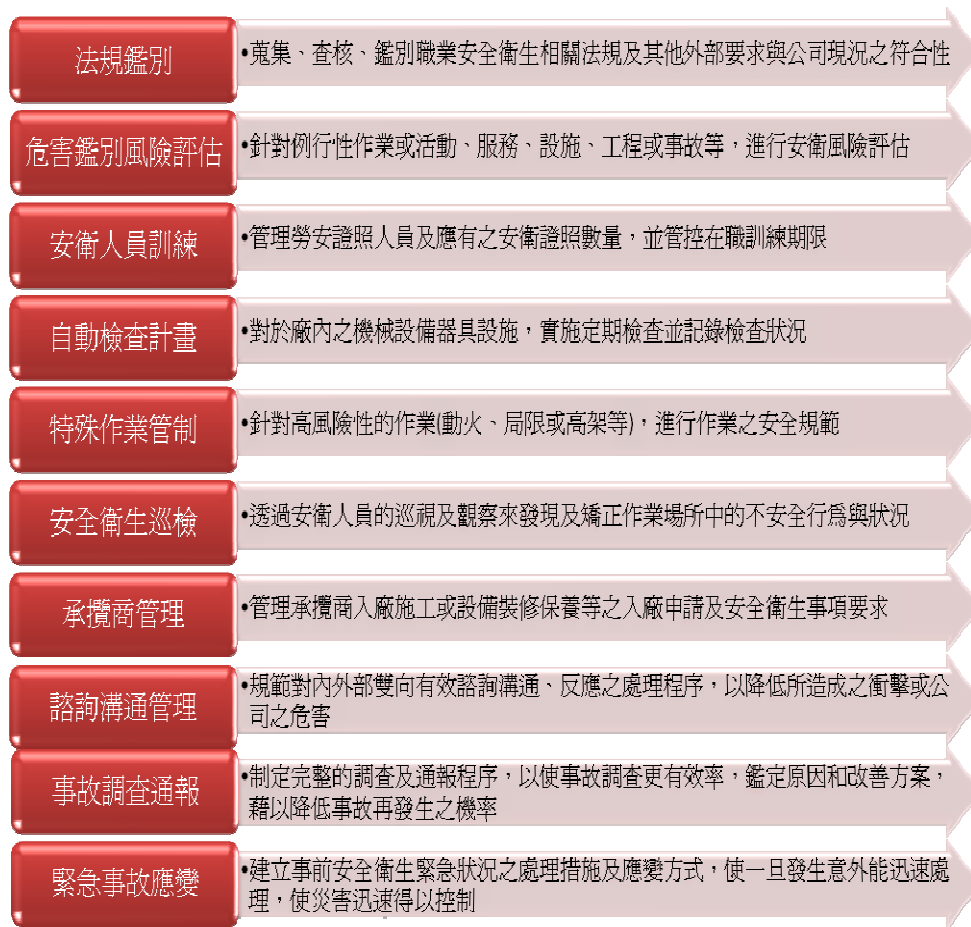 法規鑑別
•蒐集、查核、鑑別職業安全衛生相關法規及其他外部要求與公司現況之符合性
危害鑑別風險評估
•針對例行性作業或活動、服務、設施、工程或事故等，進行安衛風險評估
安衛人員訓練
•管理勞安證照人員及應有之安衛證照數量，並管控在職訓練期限
自動檢查計畫
•對於廠內之機械設備器具設施，實施定期檢查並記錄檢查狀況
特殊作業管制
•針對高風險性的作業(動火、局限或高架等)，進行作業之安全規範
安全衛生巡檢
•透過安衛人員的巡視及觀察來發現及矯正作業場所中的不安全行為與狀況
承攬商管理
•管理承攬商入廠施工或設備裝修保養等之入廠申請及安全衛生事項要求
諮詢溝通管理
•規範對內外部雙向有效諮詢溝通、反應之處理程序，以降低所造成之衝擊或公
司之危害
事故調查通報
•制定完整的調查及通報程序，以使事故調查更有效率，鑑定原因和改善方案，
藉以降低事故再發生之機率
緊急事故應變
•建立事前安全衛生緊急狀況之處理措施及應變方式，使一旦發生意外能迅速處
理，使災害迅速得以控制